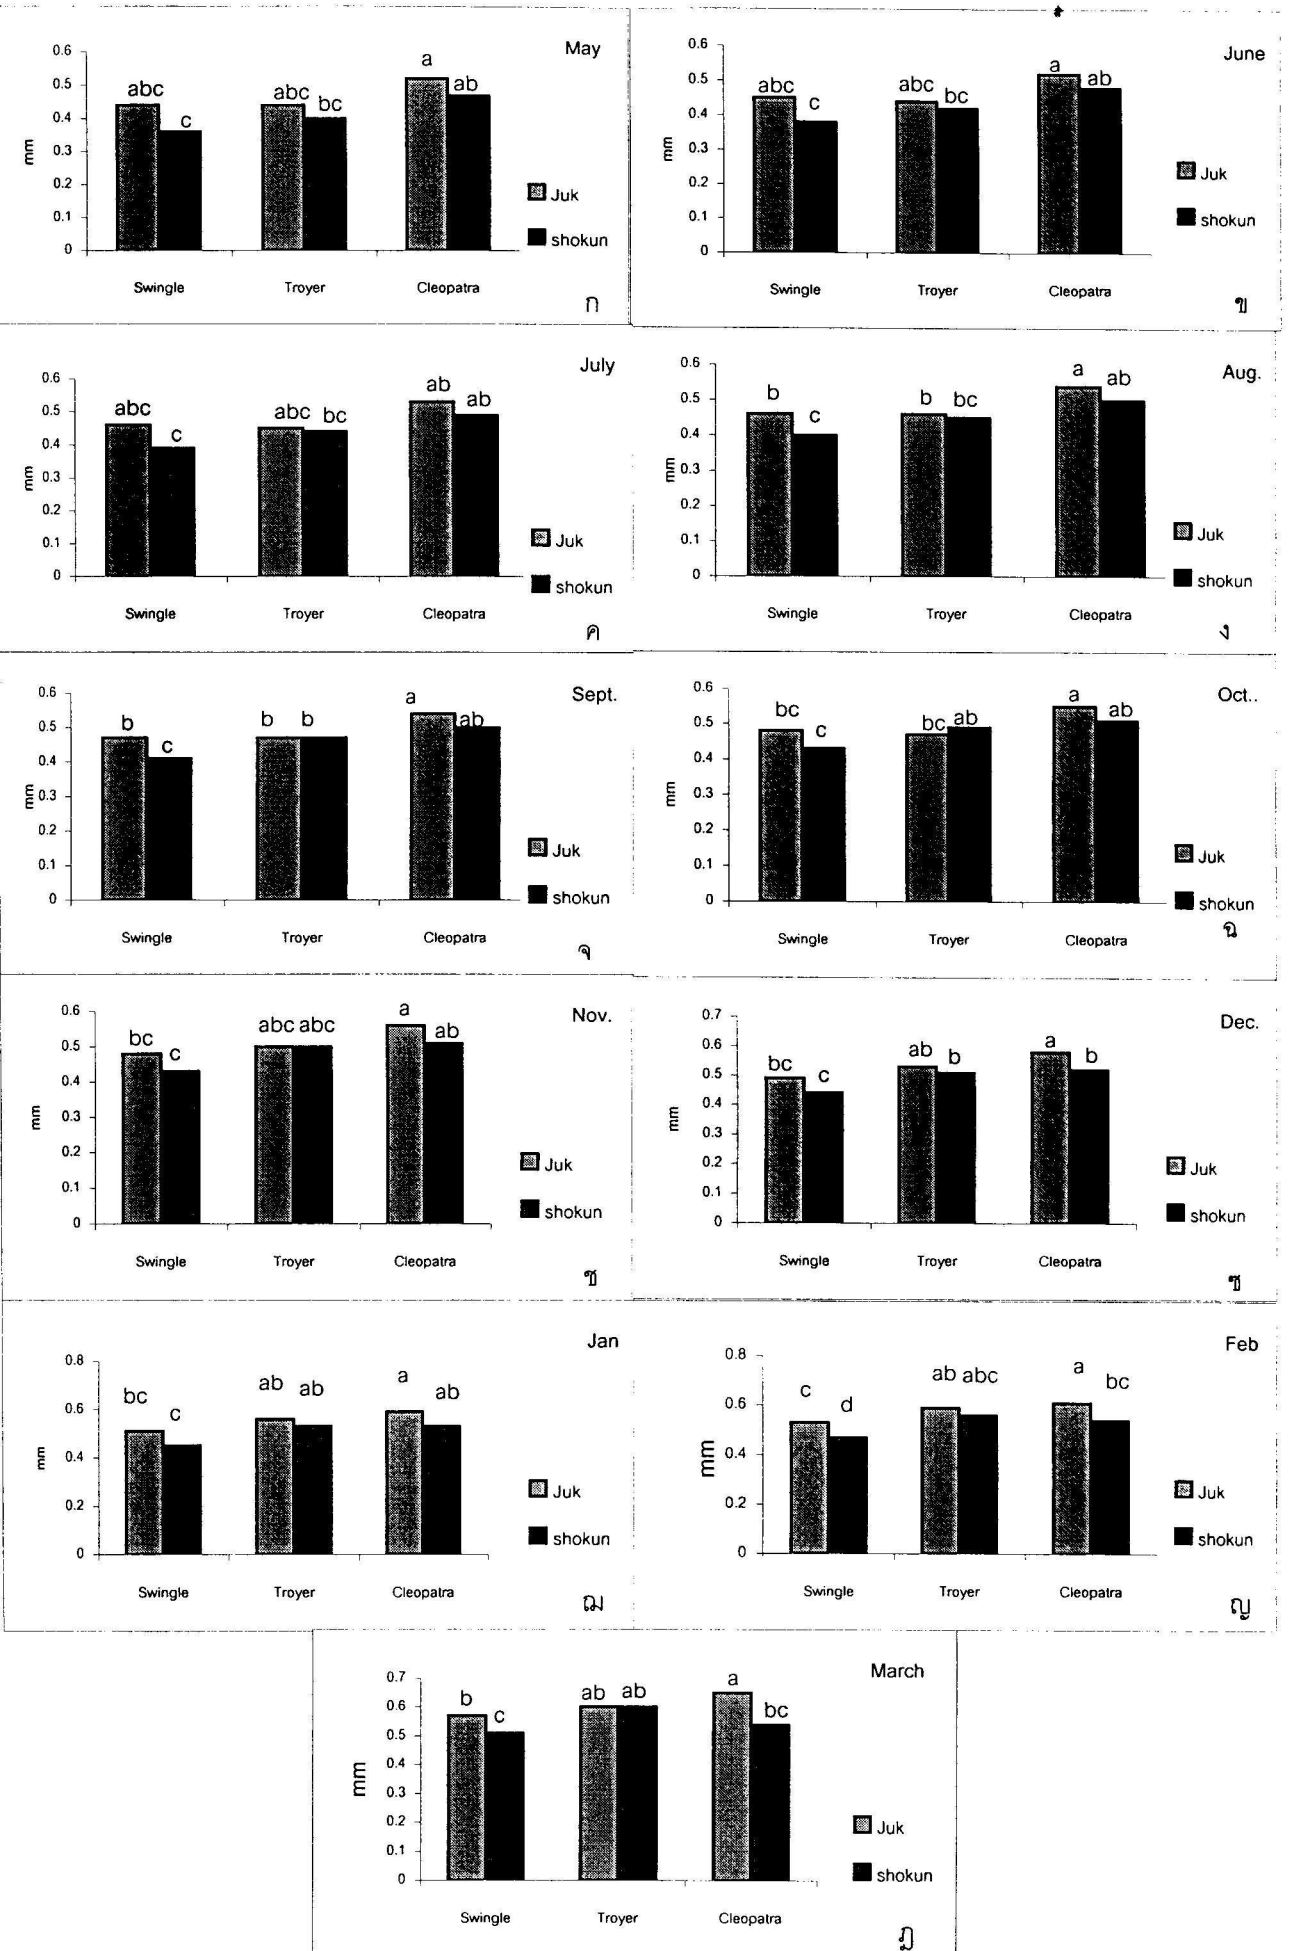 May
0.6
0.5
0.4
0.3
0.2
0.1
0
mm
abc c abc bc a ab
Juk
shokun
Swingle Troyer Cleopatra
ก
June
0.6
0.5
0.4
0.3
0.2
0.1
0
mm
abc c abc bc a ab
Juk
shokun
Swingle Troyer Cleopatra
ข
July
0.6
0.5
0.4
0.3
0.2
0.1
0
mm
abc c abc bc ab ab
Juk
shokun
Swingle Troyer Cleopatra
ค
Aug.
0.6
0.5
0.4
0.3
0.2
0.1
0
mm
b c b bc a ab
Juk
shokun
Swingle Troyer Cleopatra
ง
Sept.
0.6
0.5
0.4
0.3
0.2
0.1
0
mm
b c b b a ab
Juk
shokun
Swingle Troyer Cleopatra
จ
Oct..
0.6
0.5
0.4
0.3
0.2
0.1
0
mm
bc c bc ab a ab
Juk
shokun
Swingle Troyer Cleopatra
ฉ
Nov.
0.6
0.5
0.4
0.3
0.2
0.1
0
mm
bc c abc abc a ab
Juk
shokun
Swingle Troyer Cleopatra
ช
Dec.
0.7
0.6
0.5
0.4
0.3
0.2
0.1
0
mm
bc c ab b a b
Juk
shokun
Swingle Troyer Cleopatra
ซ
Jan
0.8
0.6
0.4
0.2
0
mm
bc c ab ab a ab
Juk
shokun
Swingle Troyer Cleopatra
ฌ
Feb
0.8
0.6
0.4
0.2
0
mm
c d ab abc a bc
Juk
shokun
Swingle Troyer Cleopatra
ญ
March
0.7
0.6
0.5
0.4
0.3
0.2
0.1
0
mm
b c ab ab a bc
Juk
shokun
Swingle Troyer Cleopatra
ฎ